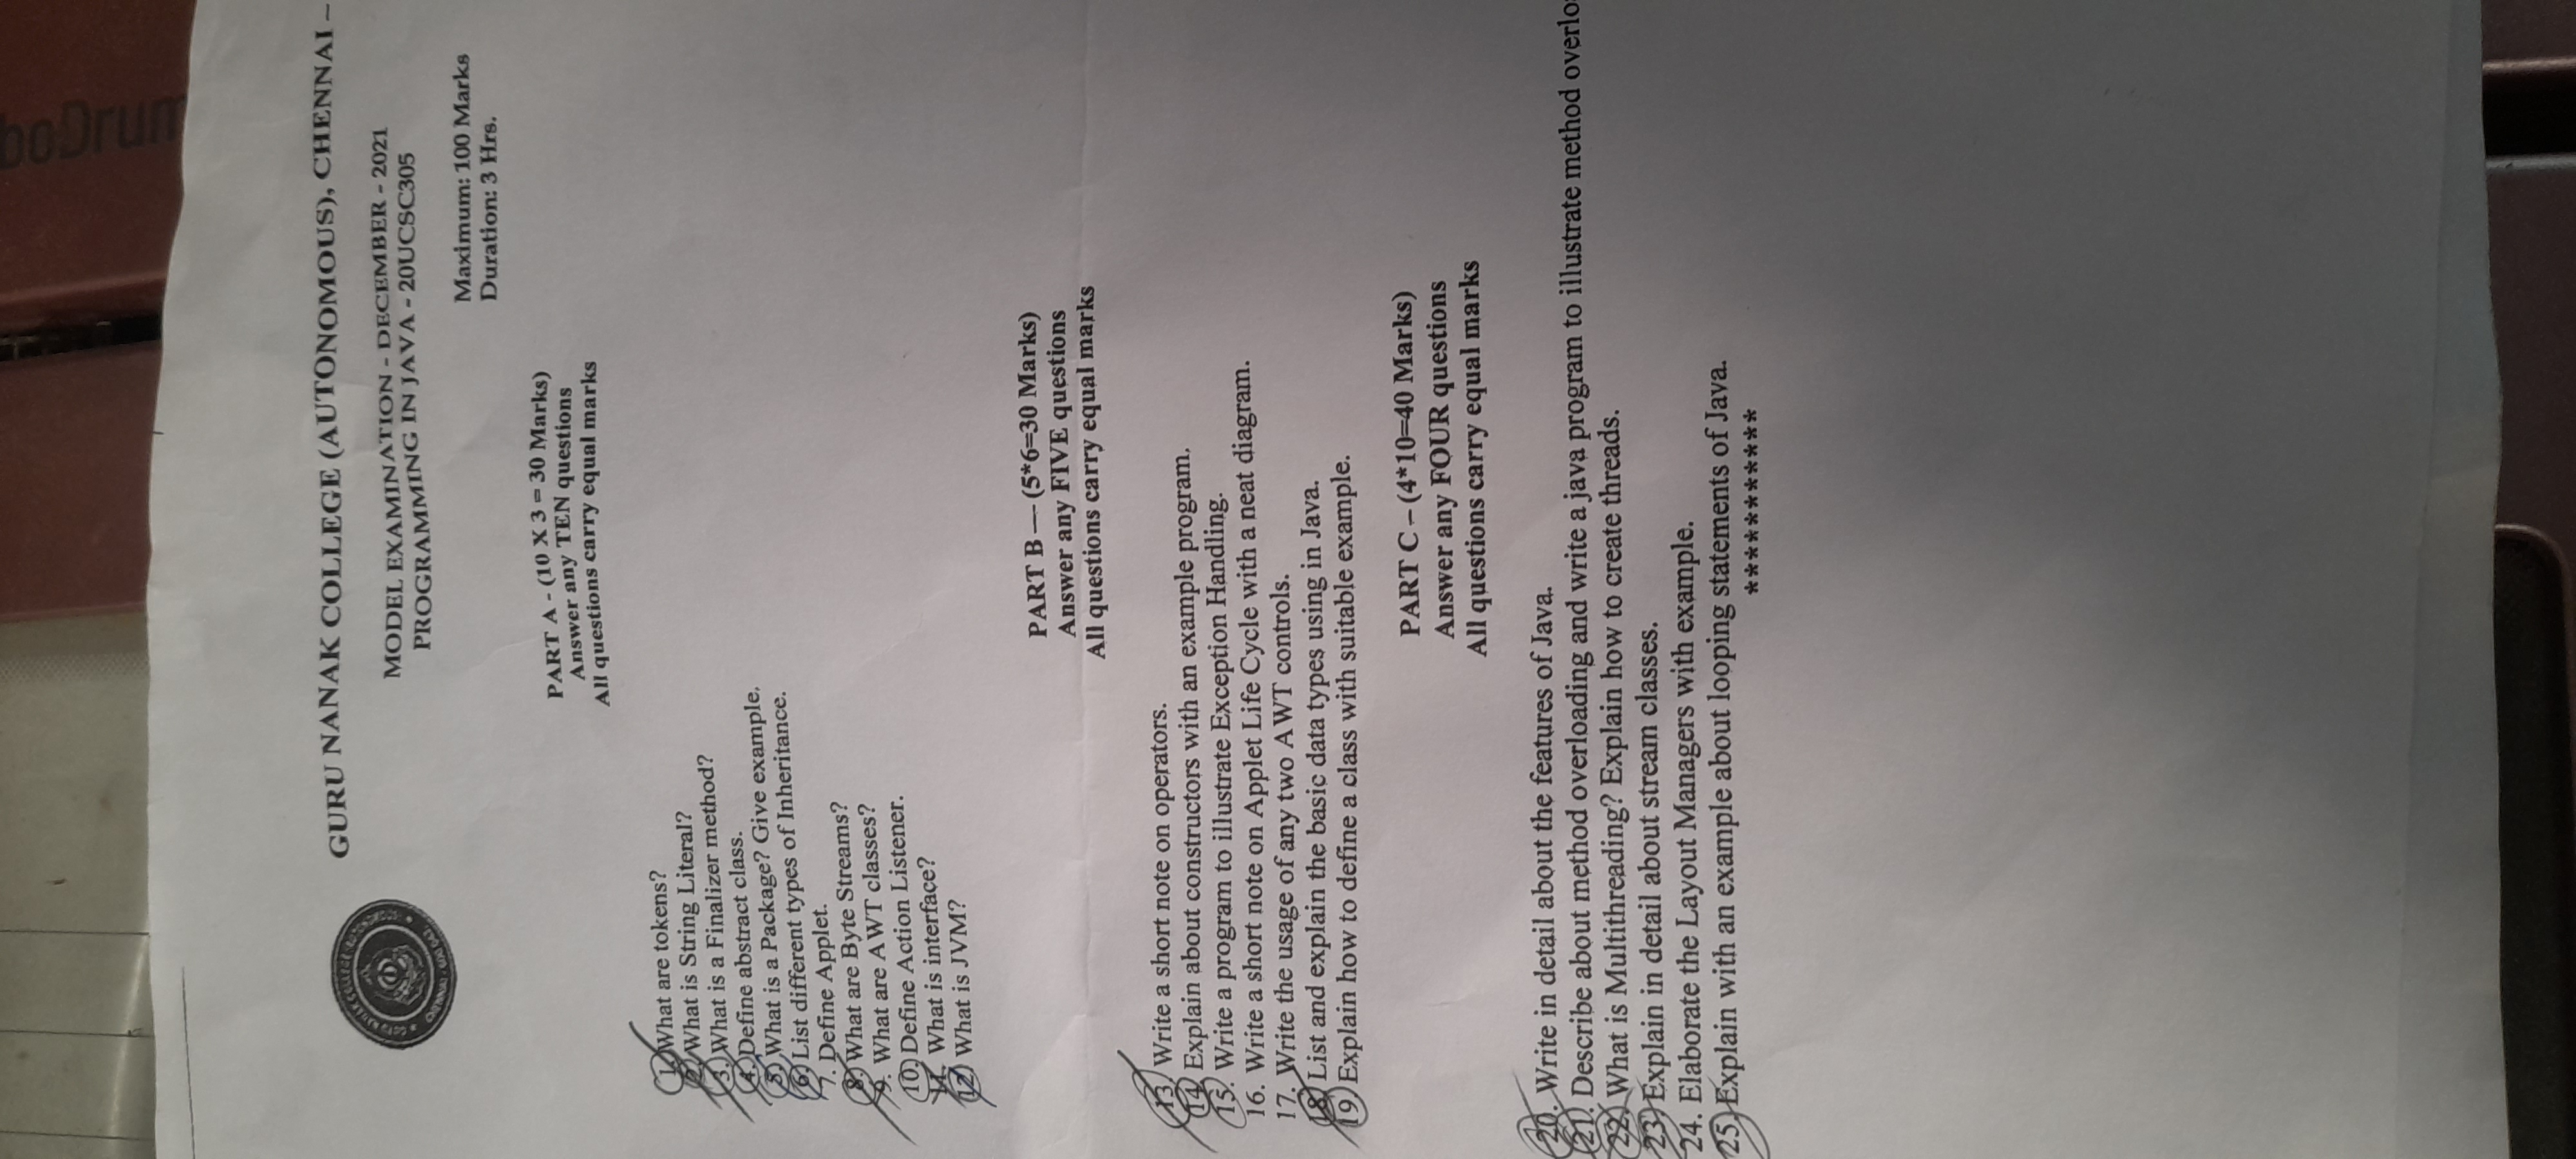 boDrum
GURU NANAK COLLEGE (AUTONOMOUS), CHENNAI –
MODEL EXAMINATION - DECEMBER - 2021
PROGRAMMING IN JAVA - 20UCSC305
Maximum: 100 Marks
Duration: 3 Hrs.
PART A - (10 X 3 = 30 Marks)
Answer any TEN questions
All questions carry equal marks
1. What are tokens?
2. What is String Literal?
3. What is a Finalizer method?
4. Define abstract class.
5. What is a Package? Give example.
6. List different types of Inheritance.
7. Define Applet.
8. What are Byte Streams?
9. What are AWT classes?
10. Define Action Listener.
11. What is interface?
12. What is JVM?
PART B — (5*6=30 Marks)
Answer any FIVE questions
All questions carry equal marks
13. Write a short note on operators.
14. Explain about constructors with an example program.
15. Write a program to illustrate Exception Handling.
16. Write a short note on Applet Life Cycle with a neat diagram.
17. Write the usage of any two AWT controls.
18. List and explain the basic data types using in Java.
19. Explain how to define a class with suitable example.
PART C – (4*10=40 Marks)
Answer any FOUR questions
All questions carry equal marks
20. Write in detail about the features of Java.
21. Describe about method overloading and write a java program to illustrate method overlo
22. What is Multithreading? Explain how to create threads.
23. Explain in detail about stream classes.
24. Elaborate the Layout Managers with example.
25. Explain with an example about looping statements of Java.
***********